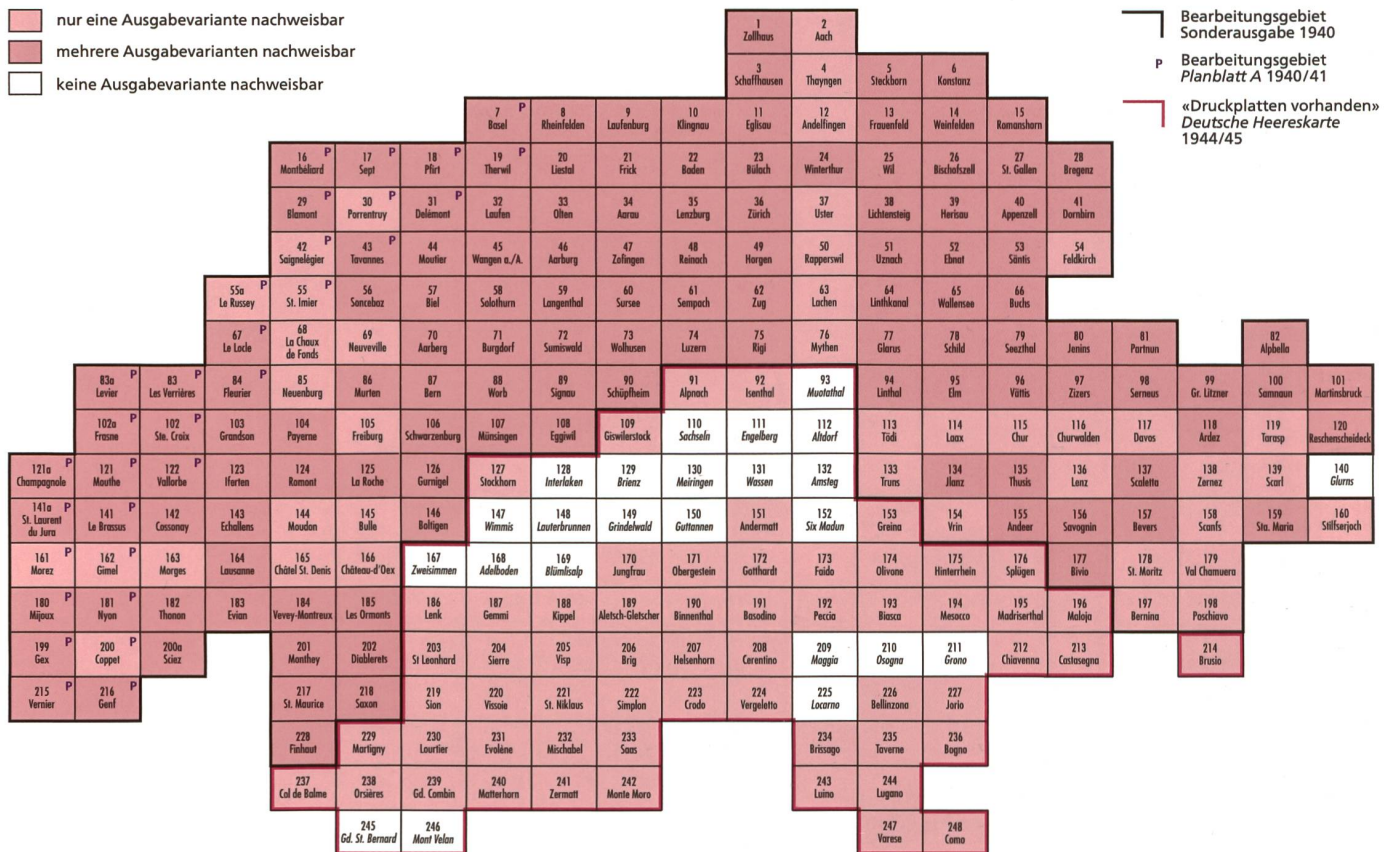 nur eine Ausgabevariante nachweisbar
mehrere Ausgabevarianten nachweisbar
keine Ausgabevariante nachweisbar
Bearbeitungsgebiet
Sonderausgabe 1940
P Bearbeitungsgebiet
Planblatt A 1940/41
«Druckplatten vorhanden»
Deutsche Heereskarte
1944/45
1 2
Zollhaus Aach
3 4 5 6
Schaffhausen Thayngen Steckborn Konstanz
7 P 8 9 10 11 12 13 14 15
Basel Rheinfelden Laufenburg Klingnau Eglisau Andelfingen Frauenfeld Weinfelden Romanshorn
16 P 17 P 18 P 19 P 20 21 22 23 24 25 26 27 28
Montbéliard Sept Pfirt Therwil Liestal Frick Baden Bülach Winterthur Wil Bischofszell St. Gallen Bregenz
29 P 30 P 31 P 32 33 34 35 36 37 38 39 40 41
Blamont Porrentruy Delémont Laufen Olten Aarau Lenzburg Zürich Uster Lichtensteig Herisau Appenzell Dornbirn
42 P 43 P 44 45 46 47 48 49 50 51 52 53 54
Saignelégier Tavannes Moutier Wangen a./A. Aarburg Zofingen Reinach Horgen Rapperswil Uznach Ebnat Säntis Feldkirch
55a P 55 P 56 57 58 59 60 61 62 63 64 65 66
Le Russey St. Imier Sonceboz Biel Solothurn Langenthal Sursee Sempach Zug Lachen Linthkanal Wallensee Buchs
67 P 68 69 70 71 72 73 74 75 76 77 78 79 80 81 82
Le Locle La Chaux de Fonds Neuveville Aarberg Burgdorf Sumiswald Wolhusen Luzern Rigi Mythen Glarus Schild Seezthal Jenins Partnun Alpbella
83a P 83 P 84 P 85 86 87 88 89 90 91 92 93 94 95 96 97 98 99 100 101
Levier Les Verrières Fleurier Neuenburg Murten Bern Worb Signau Schüpfheim Alpnach Isenthal Muotathal Linthal Elm Vättis Zizers Serneus Gr. Litzner Samnaun Martinsbruck
102a P 102 P 103 104 105 106 107 108 109 110 111 112 113 114 115 116 117 118 119 120
Frasne Ste. Croix Grandson Payerne Freiburg Schwarzenburg Münsingen Eggiwil Giswilerstock Sachseln Engelberg Altdorf Tödi Laax Chur Churwalden Davos Ardez Tarasp Reschenscheideck
121a P 121 P 122 P 123 124 125 126 127 128 129 130 131 132 133 134 135 136 137 138 139 140
Champagnole Mouthe Vallorbe Iferten Romont La Roche Gurnigel Stockhorn Interlaken Brienz Meiringen Wassen Amsteg Truns Jlanz Thusis Lenz Scaletta Zernez Scarl Glurns
141a P 141 P 142 143 144 145 146 147 148 149 150 151 152 153 154 155 156 157 158 159 160
St. Laurent du Jura Le Brassus Cossonay Echallens Moudon Bulle Boltigen Wimmis Lauterbrunnen Grindelwald Guttannen Andermatt Six Madun Greina Vrin Andeer Savognin Bevers Scanfs Sta. Maria Stilfserjoch
161 P 162 P 163 164 165 166 167 168 169 170 171 172 173 174 175 176 177 178 179
Morez Gimel Morges Lausanne Châtel St. Denis Château-d'Oex Zweisimmen Adelboden Blümlisalp Jungfrau Obergestein Gotthardt Faido Olivone Hinterrhein Splügen Bivio St. Moritz Val Chamuera
180 P 181 P 182 183 184 185 186 187 188 189 190 191 192 193 194 195 196 197 198
Mijoux Nyon Thonon Evian Vevey-Montreux Les Ormonts Lenk Gemmi Kippel Aletsch-Gletscher Binnenthal Basodino Peccia Biasca Mesocco Madriserthal Maloja Bernina Poschiavo
199 P 200 P 200a 201 202 203 204 205 206 207 208 209 210 211 212 213 214
Gex Coppet Sciez Monthey Diablerets St Leonhard Sierre Visp Brig Helsenhorn Cerentino Maggia Osogna Grono Chiavenna Castasegna Brusio
215 P 216 P 217 218 219 220 221 222 223 224 225 226 227
Vernier Genf St. Maurice Saxon Sion Vissoie St. Niklaus Simplon Crodo Vergeletto Locarno Bellinzona Jorio
228 229 230 231 232 233 234 235 236
Finhaut Martigny Lourtier Evolène Mischabel Saas Brissago Taverne Bogno
237 238 239 240 241 242 243 244
Col de Balme Orsières Gd. Combin Matterhorn Zermatt Monte Moro Luino Lugano
245 246 247 248
Gd. St. Bernard Mont Velan Varese Como